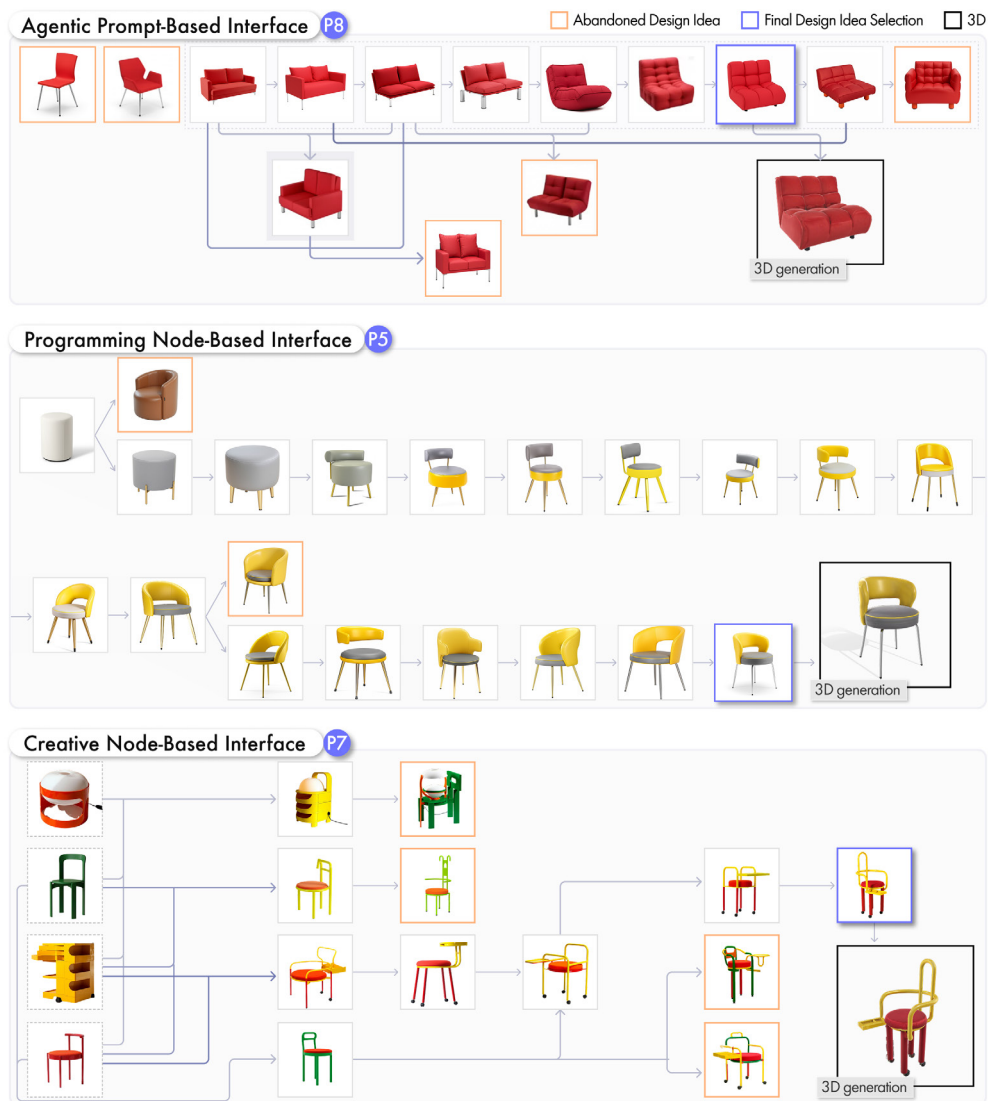 Agentic Prompt-Based Interface P8
Abandoned Design Idea Final Design Idea Selection 3D
3D generation
Programming Node-Based Interface P5
3D generation
Creative Node-Based Interface P7
3D generation